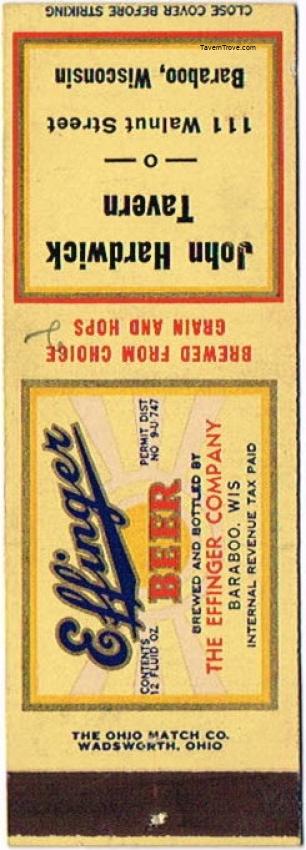 CLOSE COVER BEFORE STRIKING
TavernTrove.com
John Hardwick
Tavern
— o —
111 Walnut Street
Baraboo, Wisconsin
BREWED FROM CHOICE
GRAIN AND HOPS
Effinger
BEER
CONTENTS
12 FLUID OZ
PERMIT DIST
NO 9-U-747
BREWED AND BOTTLED BY
THE EFFINGER COMPANY
BARABOO, WIS
INTERNAL REVENUE TAX PAID
THE OHIO MATCH CO.
WADSWORTH, OHIO